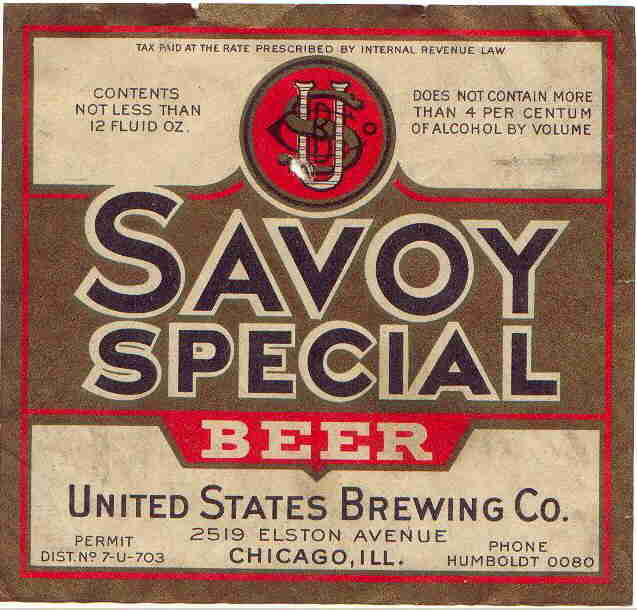 TAX PAID AT THE RATE PRESCRIBED BY INTERNAL REVENUE LAW
CONTENTS
NOT LESS THAN
12 FLUID OZ.
DOES NOT CONTAIN MORE
THAN 4 PER CENTUM
OF ALCOHOL BY VOLUME
SAVOY
SPECIAL
BEER
UNITED STATES BREWING CO.
2519 ELSTON AVENUE
CHICAGO, ILL.
PERMIT
DIST. Nº 7-U-703
PHONE
HUMBOLDT 0080